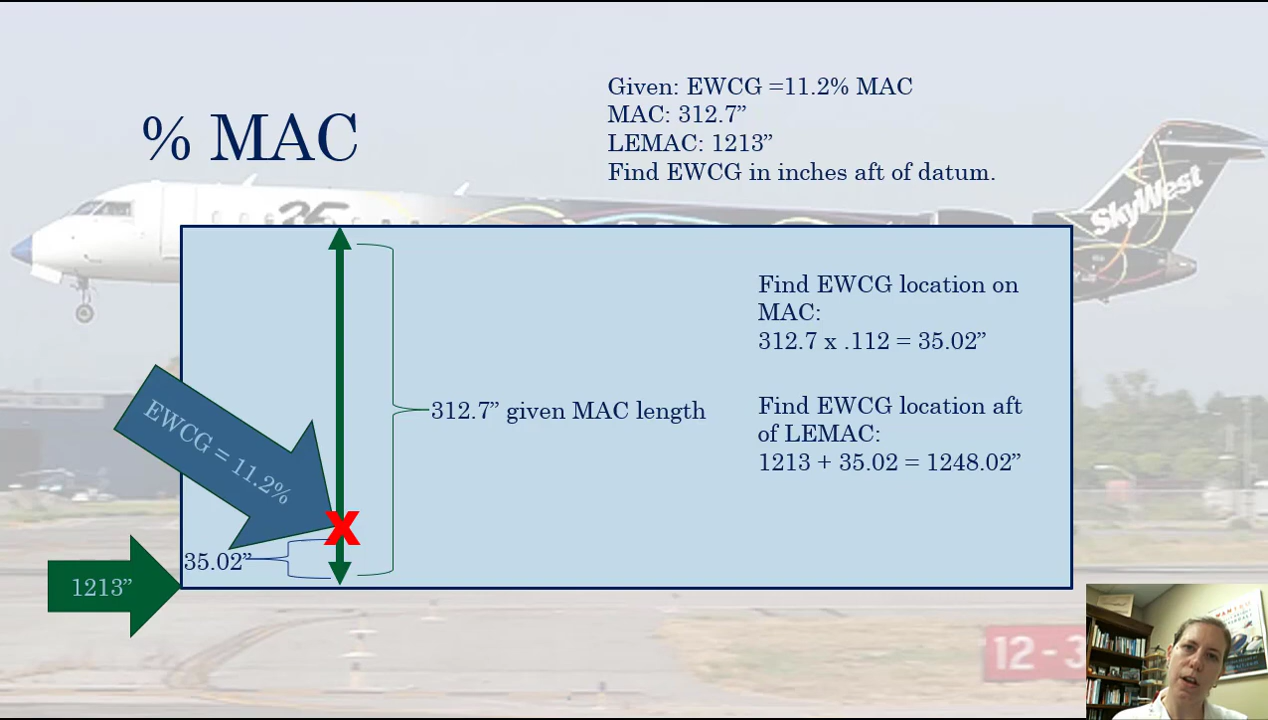 % MAC
Given: EWCG =11.2% MAC
MAC: 312.7”
LEMAC: 1213”
Find EWCG in inches aft of datum.
SkyWest
Find EWCG location on
MAC:
312.7 x .112 = 35.02”
312.7” given MAC length
Find EWCG location aft
of LEMAC:
1213 + 35.02 = 1248.02”
EWCG = 11.2%
X
35.02”
1213”
12-3